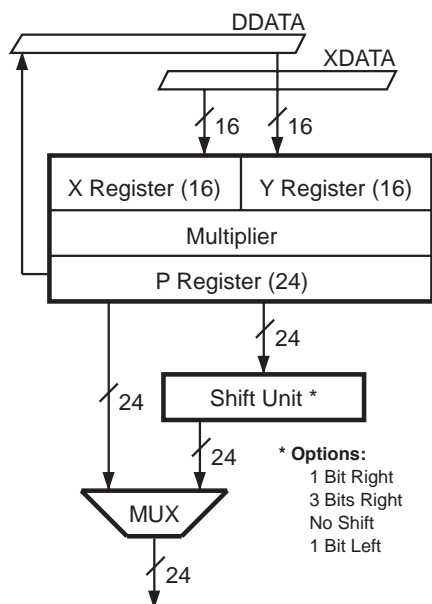 DDATA
XDATA
16
16
X Register (16)
Y Register (16)
Multiplier
P Register (24)
24
24
Shift Unit *
24
* Options:
1 Bit Right
3 Bits Right
No Shift
1 Bit Left
MUX
24